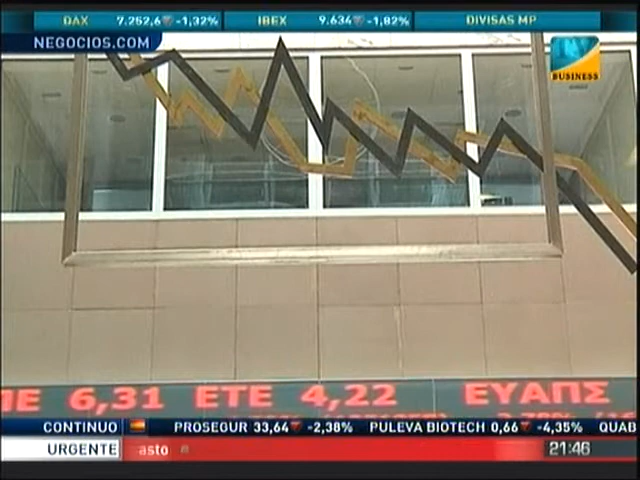 DAX 7.252,6 -1,32% IBEX 9.634 -1,82% DIVISAS MP
NEGOCIOS.COM
BUSINESS
6,31 ETE 4,22 ΕΥΑΠΣ
CONTINUO PROSEGUR 33,64 -2,38% PULEVA BIOTECH 0,66 -4,35% QUAB
URGENTE asto 21:46